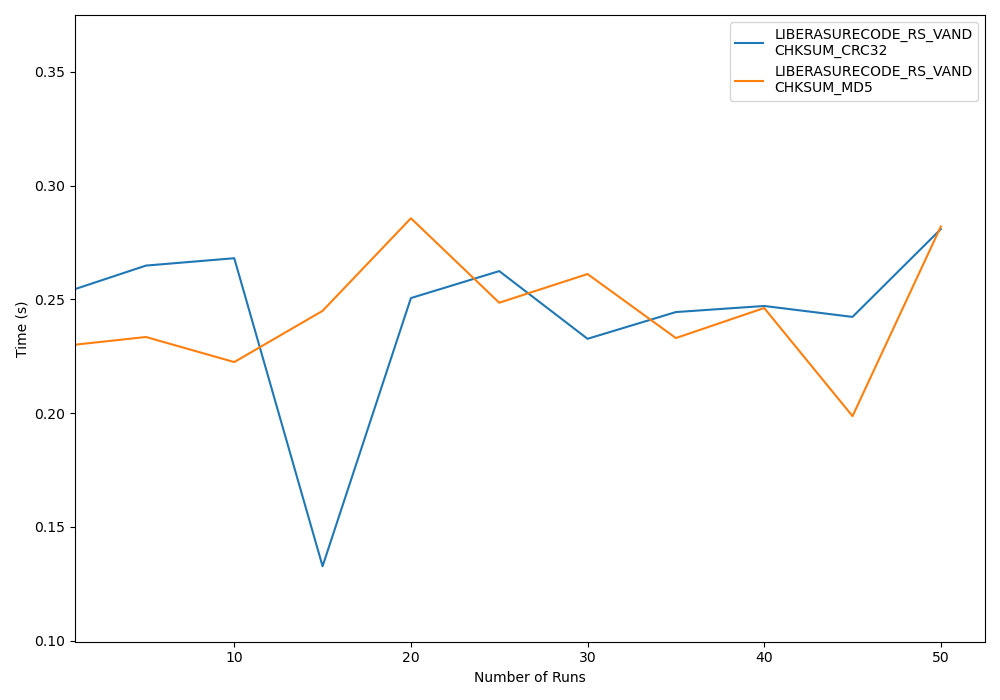 LIBERASURECODE_RS_VAND
CHKSUM_CRC32
LIBERASURECODE_RS_VAND
CHKSUM_MD5
0.35
0.30
0.25
0.20
0.15
0.10
Time (s)
10 20 30 40 50
Number of Runs